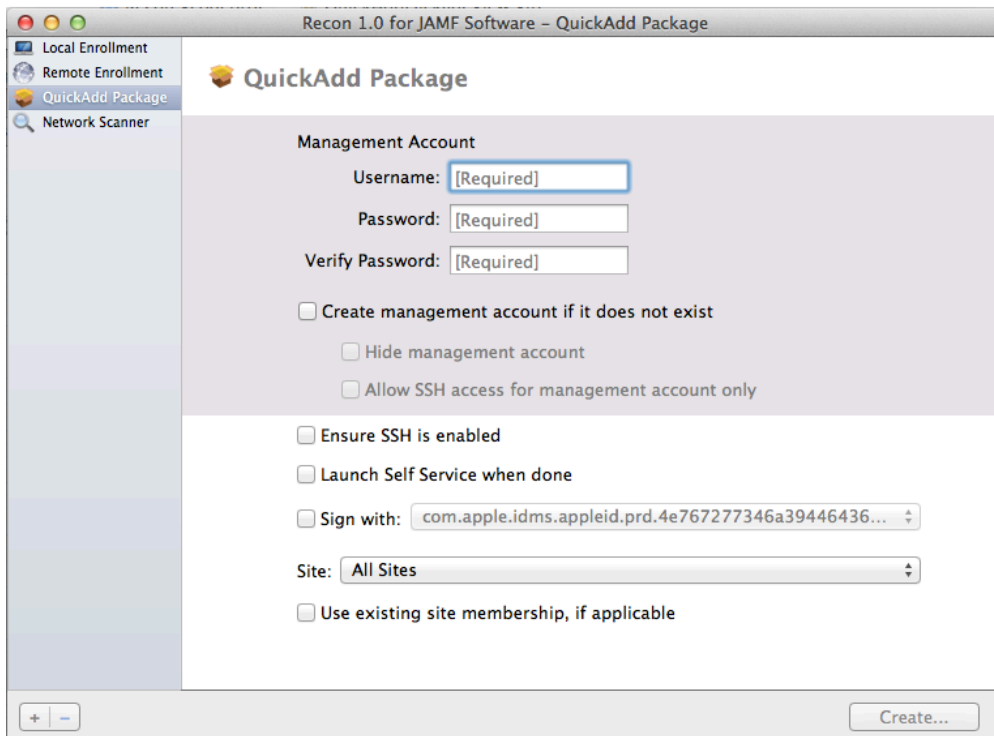 Recon 1.0 for JAMF Software – QuickAdd Package
Local Enrollment
Remote Enrollment
QuickAdd Package
Network Scanner
QuickAdd Package
Management Account
Username: [Required]
Password: [Required]
Verify Password: [Required]
Create management account if it does not exist
Hide management account
Allow SSH access for management account only
Ensure SSH is enabled
Launch Self Service when done
Sign with: com.apple.idms.appleid.prd.4e767277346a39446436...
Site: All Sites
Use existing site membership, if applicable
+ −
Create...